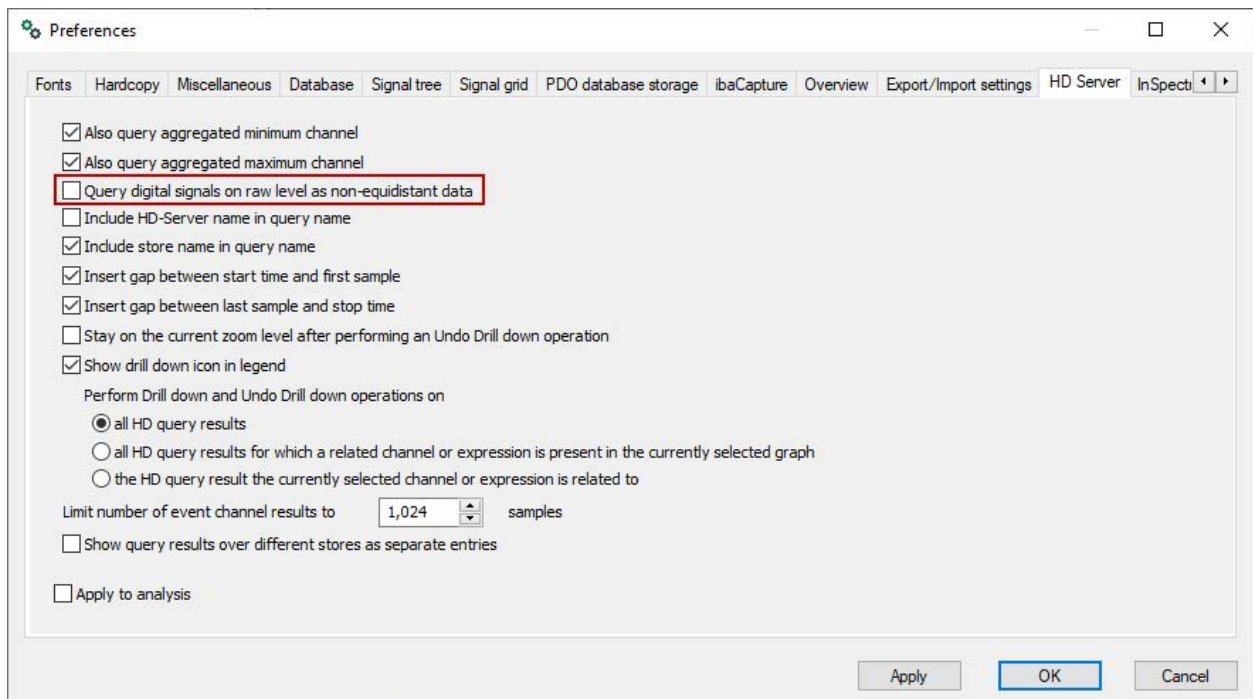 Preferences
Fonts Hardcopy Miscellaneous Database Signal tree Signal grid PDO database storage ibaCapture Overview Export/Import settings HD Server InSpectr
Also query aggregated minimum channel
Also query aggregated maximum channel
Query digital signals on raw level as non-equidistant data
Include HD-Server name in query name
Include store name in query name
Insert gap between start time and first sample
Insert gap between last sample and stop time
Stay on the current zoom level after performing an Undo Drill down operation
Show drill down icon in legend
Perform Drill down and Undo Drill down operations on
all HD query results
all HD query results for which a related channel or expression is present in the currently selected graph
the HD query result the currently selected channel or expression is related to
Limit number of event channel results to 1,024 samples
Show query results over different stores as separate entries
Apply to analysis
Apply OK Cancel